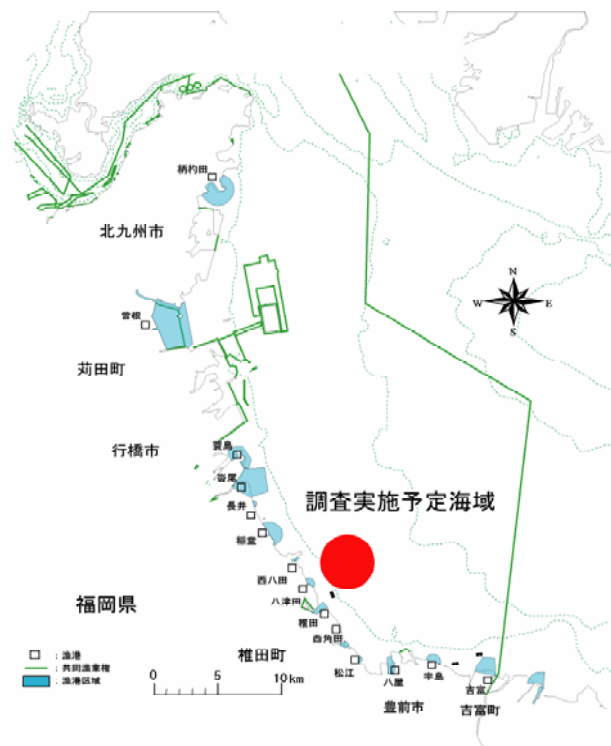 柄杓田
北九州市
N
W
E
S
曽根
苅田町
行橋市
蓑島
沓尾
長井
稲童
調査実施予定海域
西八田
八津田
福岡県
椎田
西角田
□ : 漁港
: 共同漁業権
: 漁港区域
椎田町
0 5 10km
松江
八屋
宇島
吉富
豊前市
吉富町